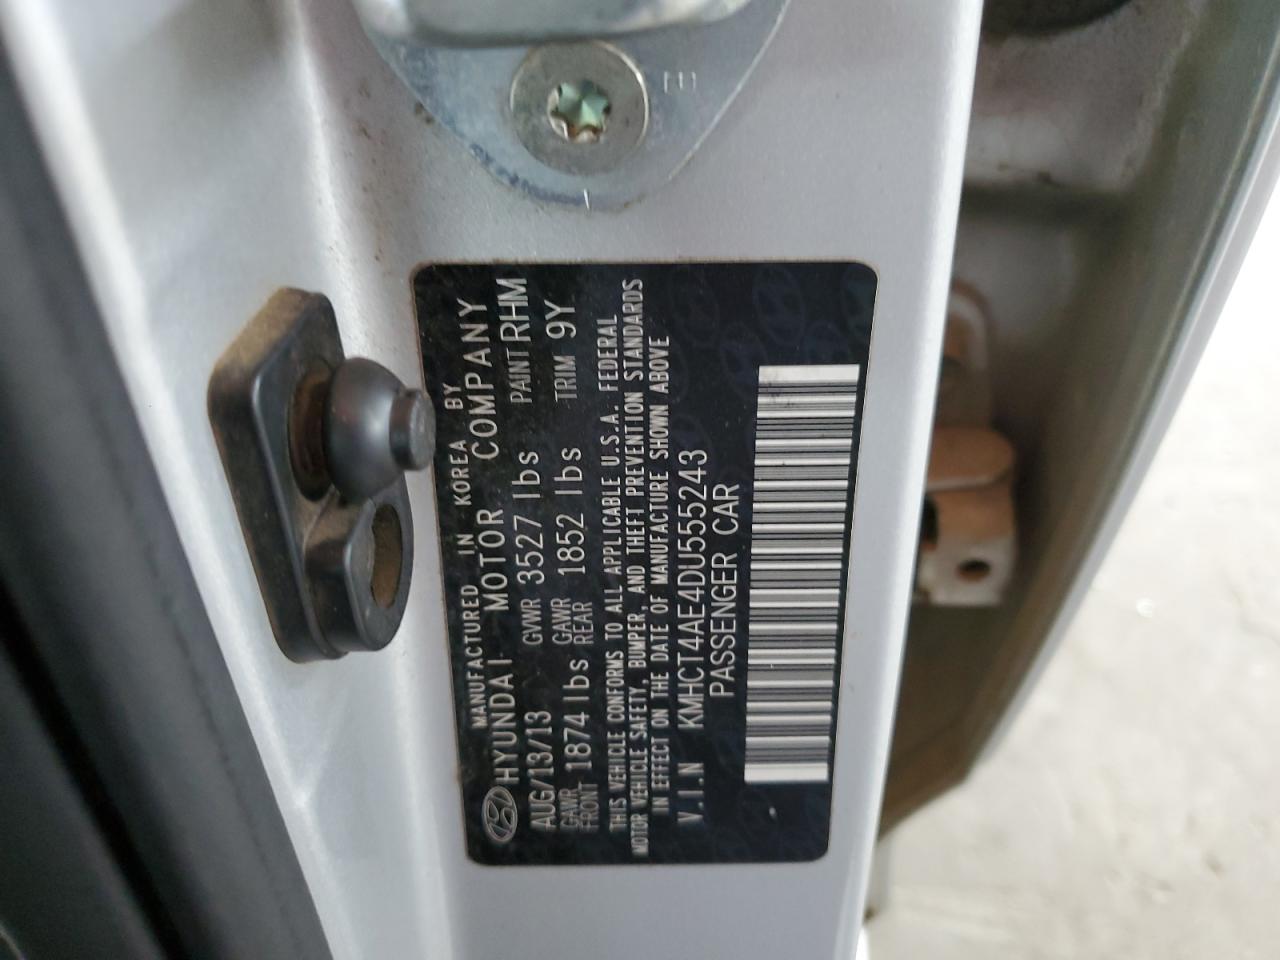 MANUFACTURED IN KOREA BY
HYUNDAI MOTOR COMPANY
AUG/13/13 GVWR 3527 lbs PAINT RHM
GAWR FRONT 1874 lbs GAWR REAR 1852 lbs TRIM 9Y
THIS VEHICLE CONFORMS TO ALL APPLICABLE U.S.A. FEDERAL
MOTOR VEHICLE SAFETY, BUMPER, AND THEFT PREVENTION STANDARDS
IN EFFECT ON THE DATE OF MANUFACTURE SHOWN ABOVE
V.I.N KMHCT4AE4DU555243
PASSENGER CAR